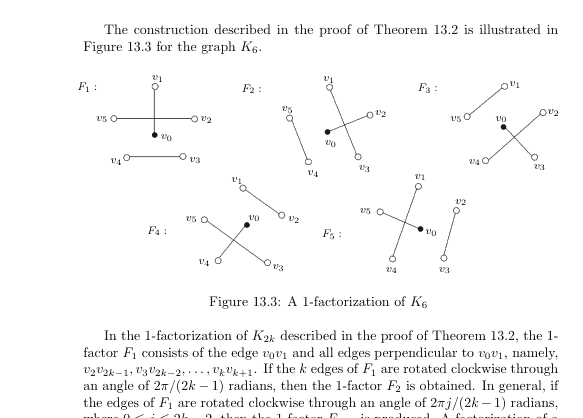 The construction described in the proof of Theorem 13.2 is illustrated in
Figure 13.3 for the graph K₆.
F₁ :
v₁
v₅
v₂
v₀
v₄
v₃
F₂ :
v₁
v₅
v₂
v₀
v₄
v₃
F₃ :
v₁
v₅
v₀
v₂
v₄
v₃
F₄ :
v₁
v₅
v₀
v₂
v₄
v₃
F₅ :
v₁
v₅
v₂
v₀
v₄
v₃
Figure 13.3: A 1-factorization of K₆
In the 1-factorization of K₂ₖ described in the proof of Theorem 13.2, the 1-
factor F₁ consists of the edge v₀v₁ and all edges perpendicular to v₀v₁, namely,
v₂v₂ₖ₋₁, v₃v₂ₖ₋₂, . . . , vₖvₖ₊₁. If the k edges of F₁ are rotated clockwise through
an angle of 2π/(2k − 1) radians, then the 1-factor F₂ is obtained. In general, if
the edges of F₁ are rotated clockwise through an angle of 2πj/(2k − 1) radians,